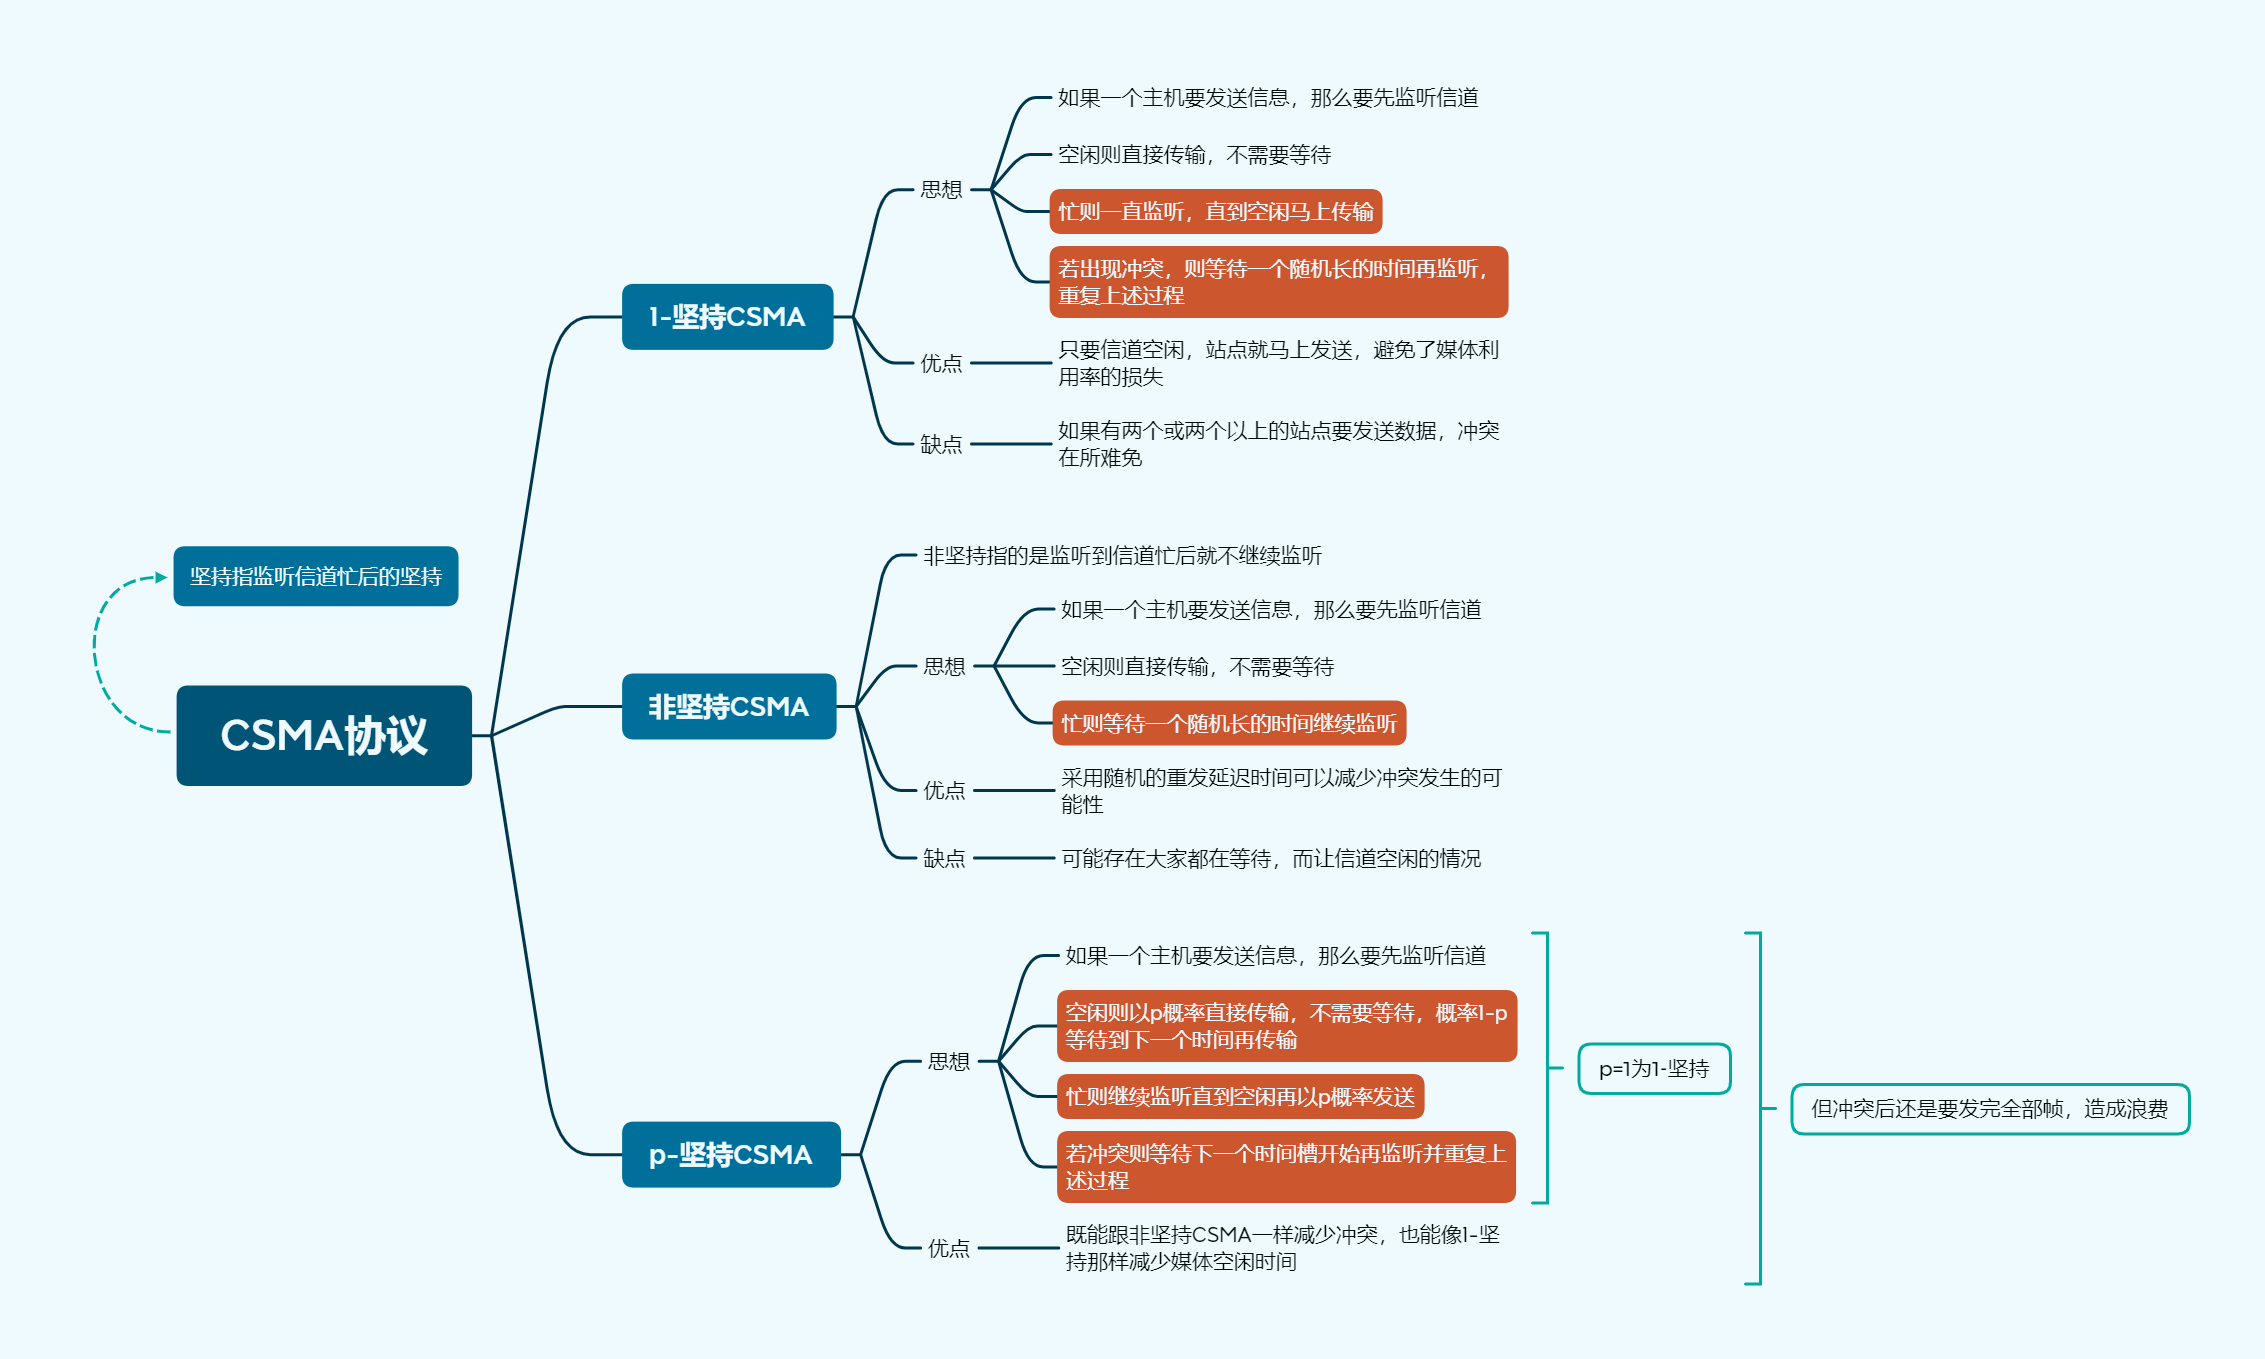 坚持指监听信道忙后的坚持
CSMA协议
1-坚持CSMA
思想
如果一个主机要发送信息，那么要先监听信道
空闲则直接传输，不需要等待
忙则一直监听，直到空闲马上传输
若出现冲突，则等待一个随机长的时间再监听，
重复上述过程
优点
只要信道空闲，站点就马上发送，避免了媒体利
用率的损失
缺点
如果有两个或两个以上的站点要发送数据，冲突
在所难免
非坚持CSMA
非坚持指的是监听到信道忙后就不继续监听
思想
如果一个主机要发送信息，那么要先监听信道
空闲则直接传输，不需要等待
忙则等待一个随机长的时间继续监听
优点
采用随机的重发延迟时间可以减少冲突发生的可
能性
缺点
可能存在大家都在等待，而让信道空闲的情况
p-坚持CSMA
思想
如果一个主机要发送信息，那么要先监听信道
空闲则以p概率直接传输，不需要等待，概率1-p
等待到下一个时间再传输
忙则继续监听直到空闲再以p概率发送
若冲突则等待下一个时间槽开始再监听并重复上
述过程
p=1为1-坚持
优点
既能跟非坚持CSMA一样减少冲突，也能像1-坚
持那样减少媒体空闲时间
但冲突后还是要发完全部帧，造成浪费